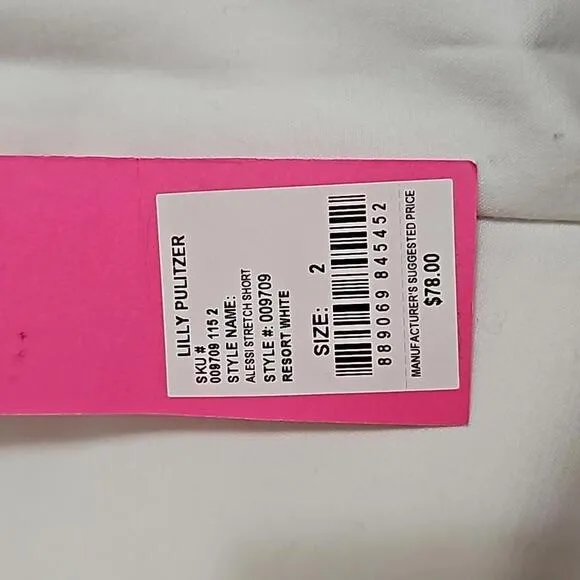 LILLY PULITZER
SKU #
009709 115 2
STYLE NAME:
ALESSI STRETCH SHORT
STYLE #: 009709
RESORT WHITE
SIZE: 2
889069 845452
MANUFACTURER'S SUGGESTED PRICE
$78.00